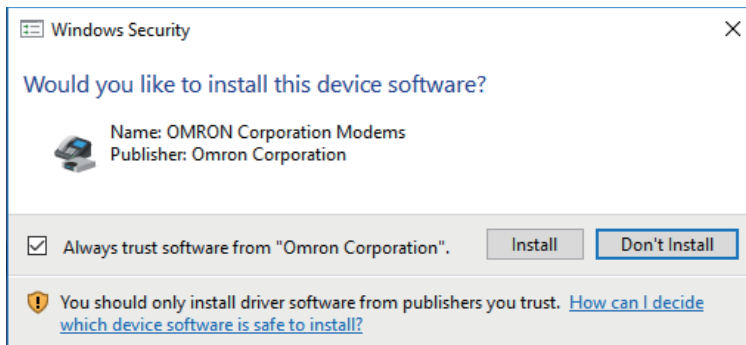 Windows Security
Would you like to install this device software?
Name: OMRON Corporation Modems
Publisher: Omron Corporation
Always trust software from "Omron Corporation".
Install
Don't Install
You should only install driver software from publishers you trust. How can I decide
which device software is safe to install?